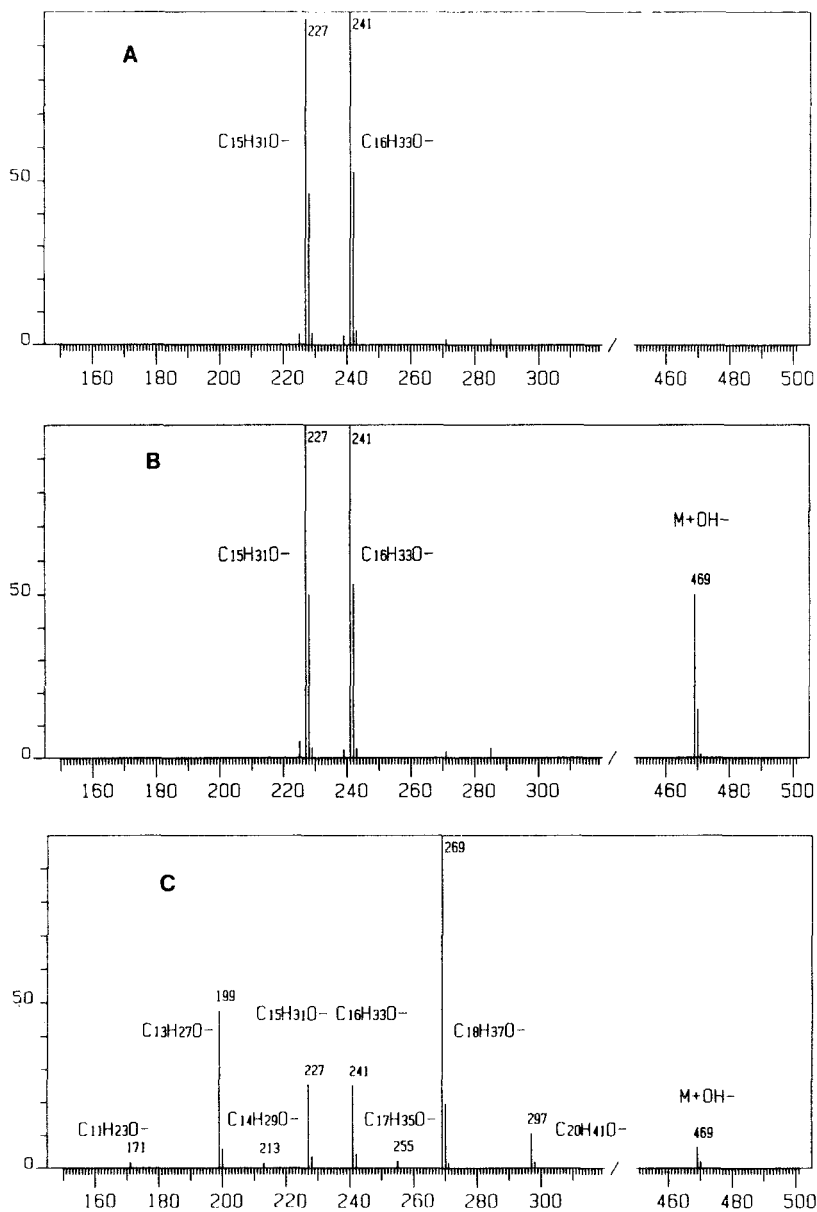 A
227
241
C15H31O-
C16H33O-
50
0
160 180 200 220 240 260 280 300 / 460 480 500
B
227
241
M+OH-
C15H31O-
C16H33O-
469
50
0
160 180 200 220 240 260 280 300 / 460 480 500
C
269
50
199
C15H31O- C16H33O-
C13H27O-
C18H37O-
227
241
M+OH-
C11H23O-
C14H29O-
C17H35O-
297
C20H41O-
171
213
255
469
0
160 180 200 220 240 260 280 300 / 460 480 500